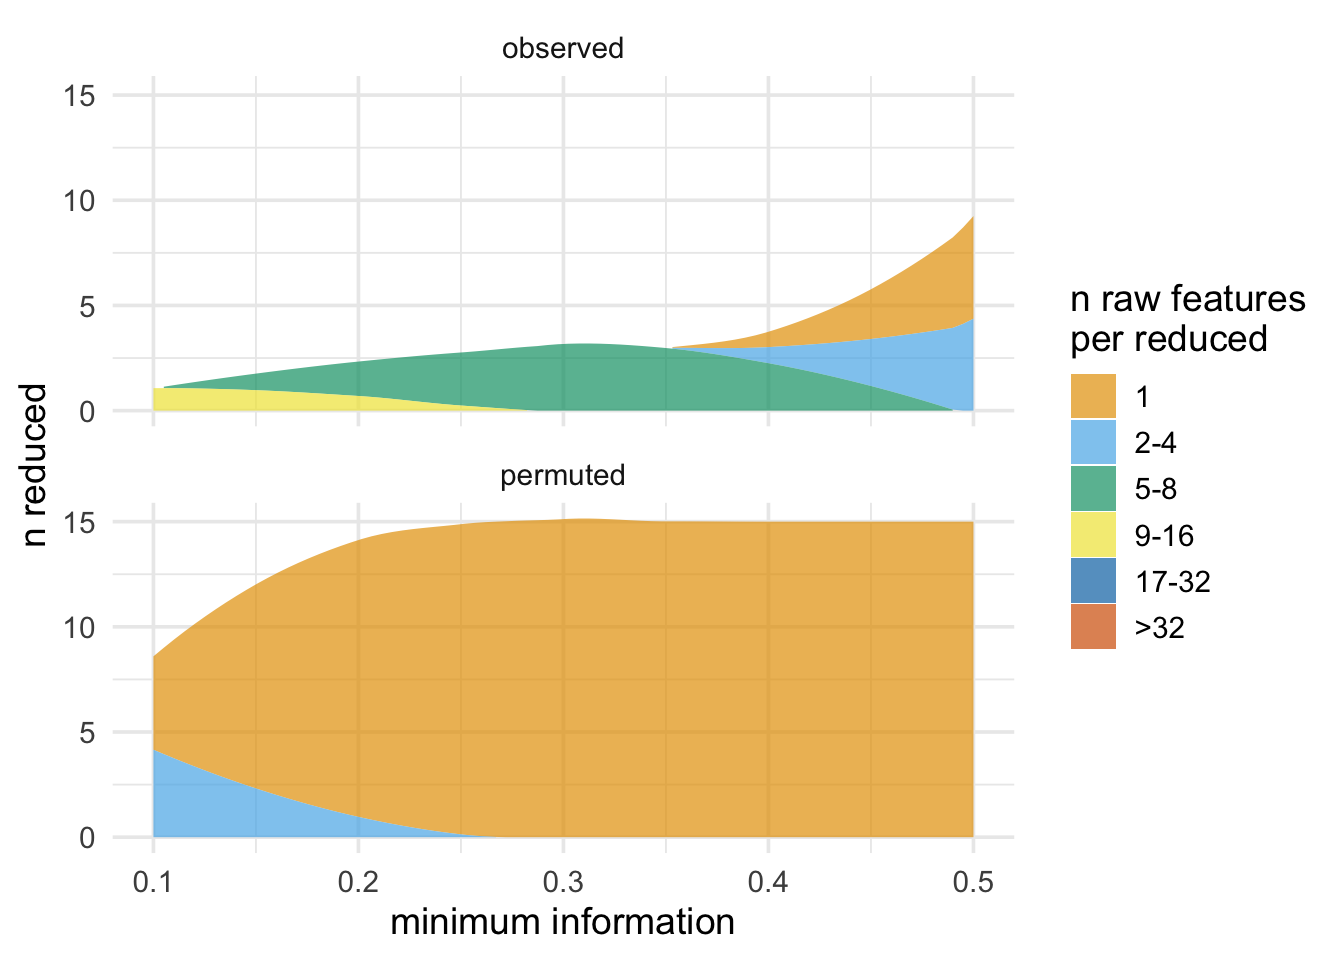 observed
15
10
5
0
permuted
15
10
5
0
0.1 0.2 0.3 0.4 0.5
minimum information
n reduced
n raw features
per reduced
1
2-4
5-8
9-16
17-32
>32